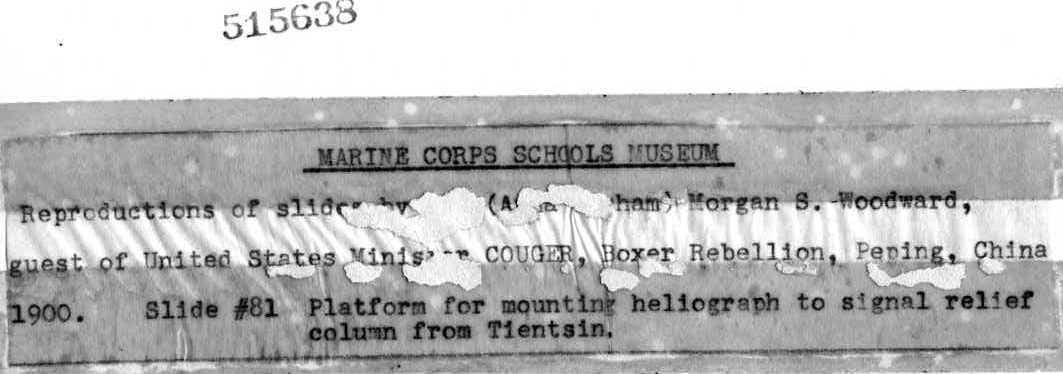 515638
MARINE CORPS SCHOOLS MUSEUM
Reproductions of slides by Morgan S. Woodward,
guest of United States Minister COUGER, Boxer Rebellion, Peping, China
1900. Slide #81 Platform for mounting heliograph to signal relief
column from Tientsin.